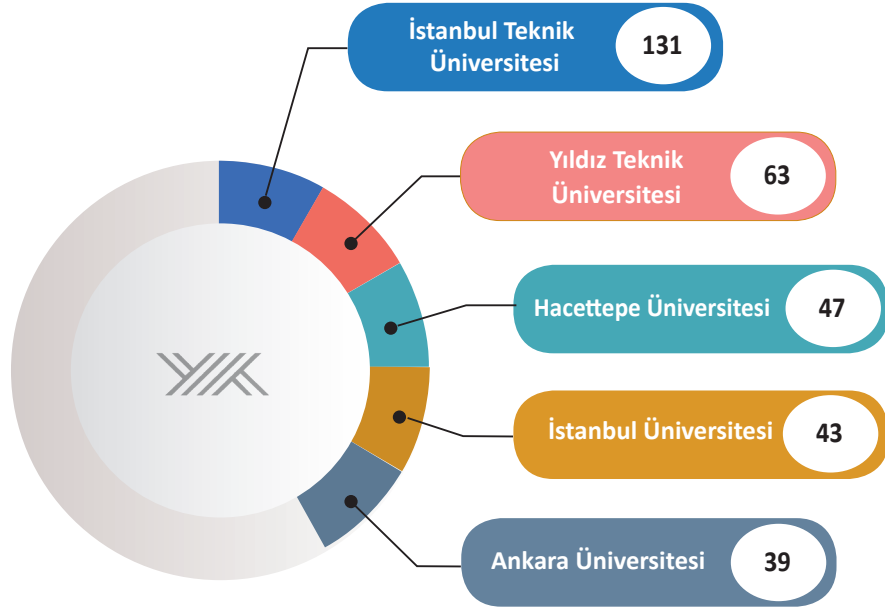 İstanbul Teknik
Üniversitesi
131
Yıldız Teknik
Üniversitesi
63
Hacettepe Üniversitesi
47
İstanbul Üniversitesi
43
Ankara Üniversitesi
39